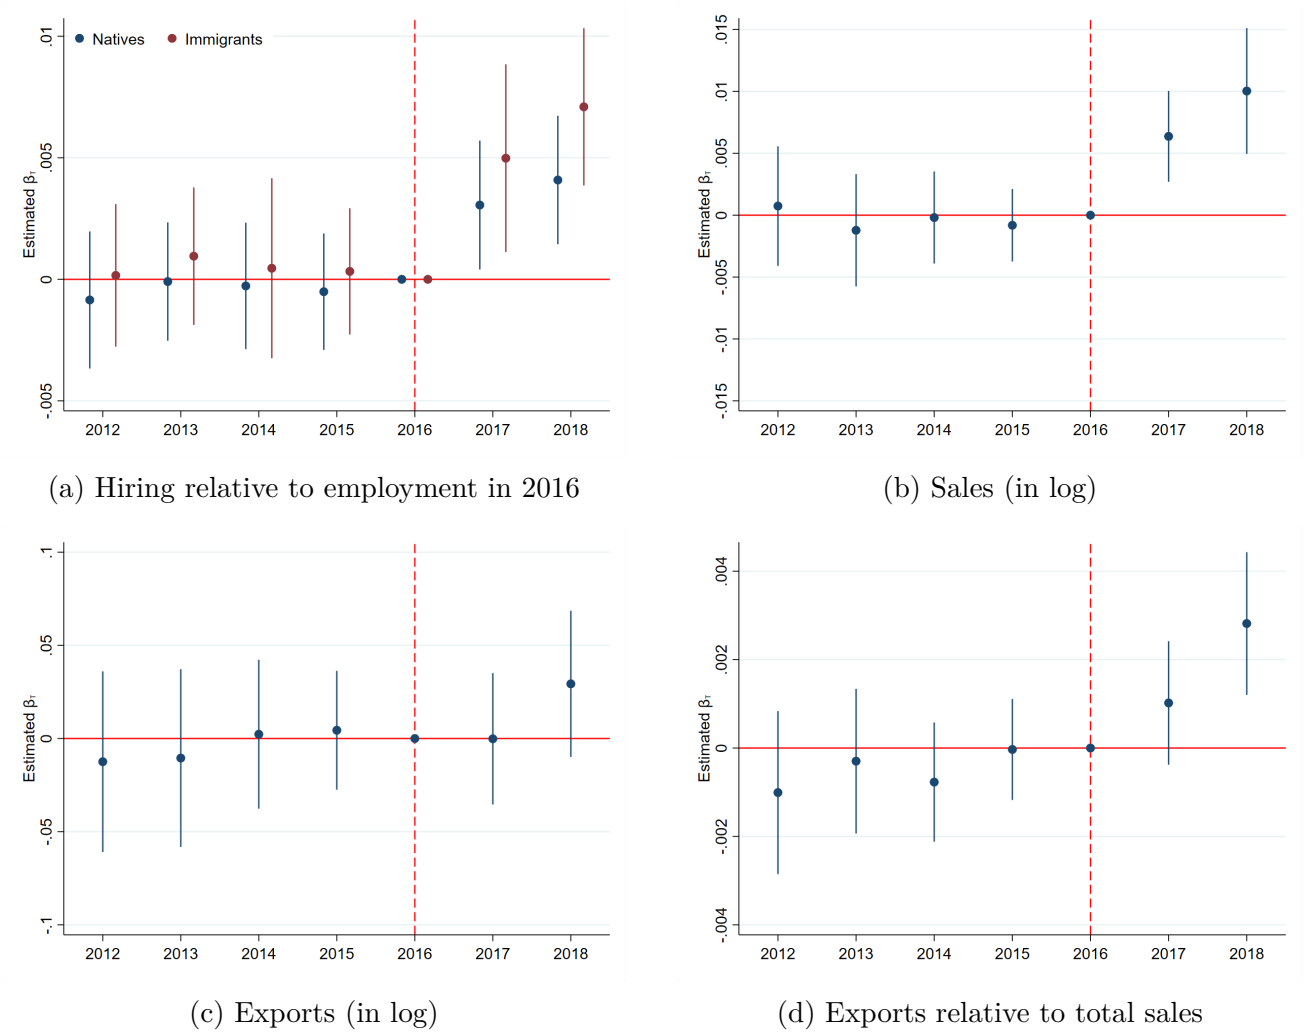 Natives Immigrants
Estimated βτ
.01
.005
0
-.005
2012 2013 2014 2015 2016 2017 2018
(a) Hiring relative to employment in 2016
Estimated βτ
.015
.01
.005
0
-.005
-.01
-.015
2012 2013 2014 2015 2016 2017 2018
(b) Sales (in log)
Estimated βτ
.1
.05
0
-.05
-.1
2012 2013 2014 2015 2016 2017 2018
(c) Exports (in log)
Estimated βτ
.004
.002
0
-.002
-.004
2012 2013 2014 2015 2016 2017 2018
(d) Exports relative to total sales